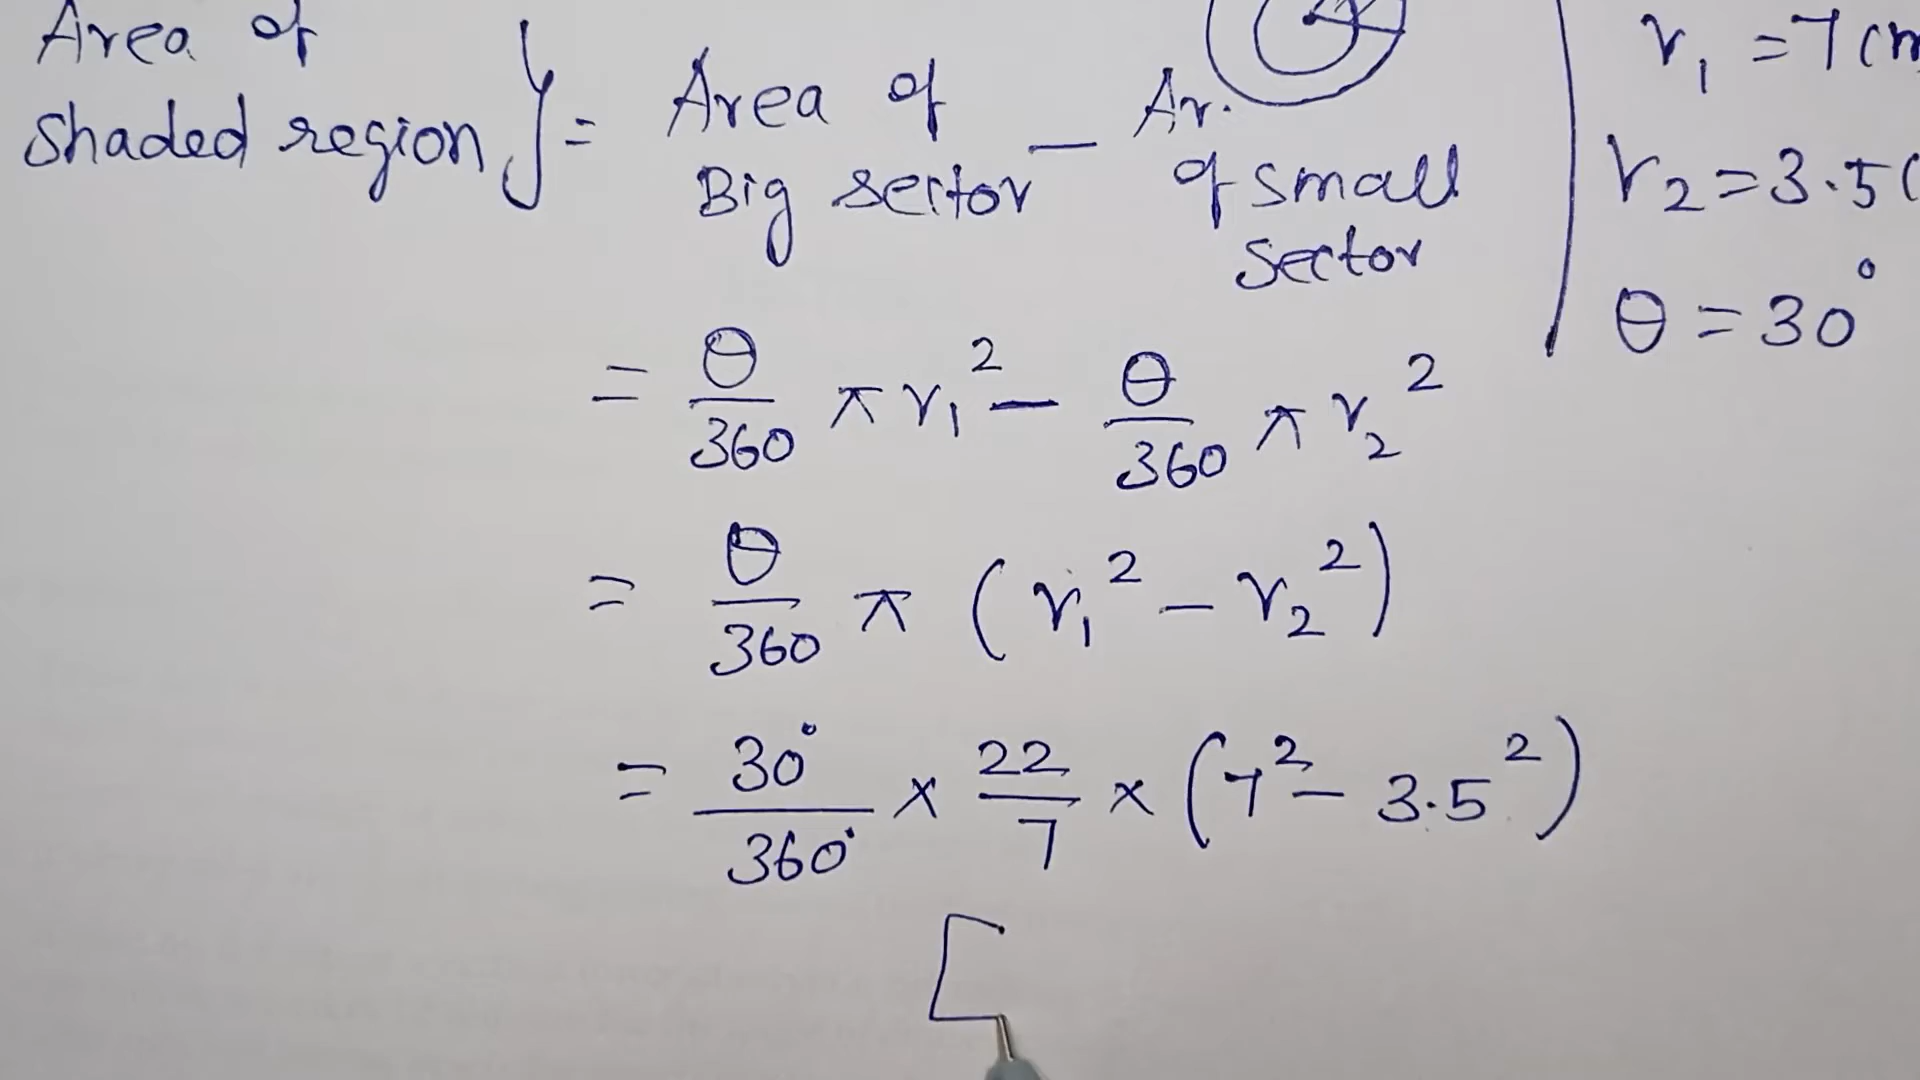 Area of
shaded region } = Area of Big sector − Ar. of small sector
r₁ = 7 cm
r₂ = 3.5 c
θ = 30°
= θ/360 π r₁² − θ/360 π r₂²
= θ/360 π (r₁² − r₂²)
= 30°/360° × 22/7 × (7² − 3.5²)
[